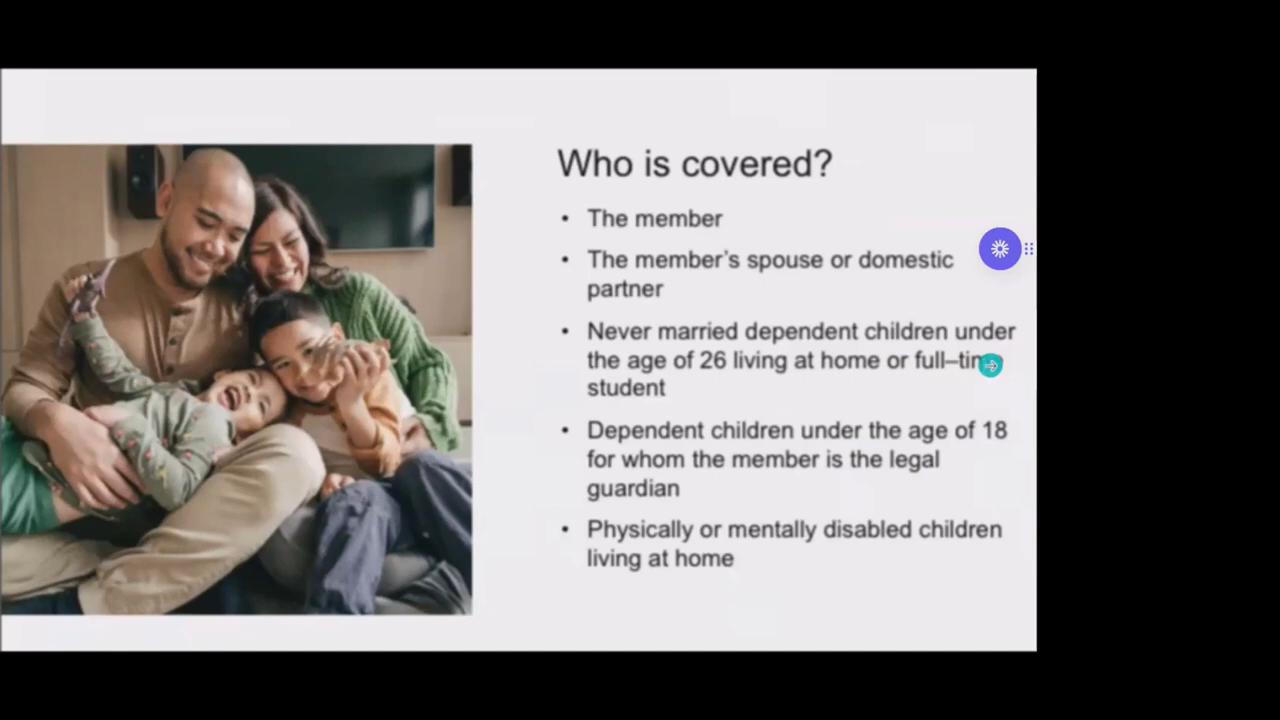 Who is covered?
• The member
• The member's spouse or domestic
partner
• Never married dependent children under
the age of 26 living at home or full–time
student
• Dependent children under the age of 18
for whom the member is the legal
guardian
• Physically or mentally disabled children
living at home